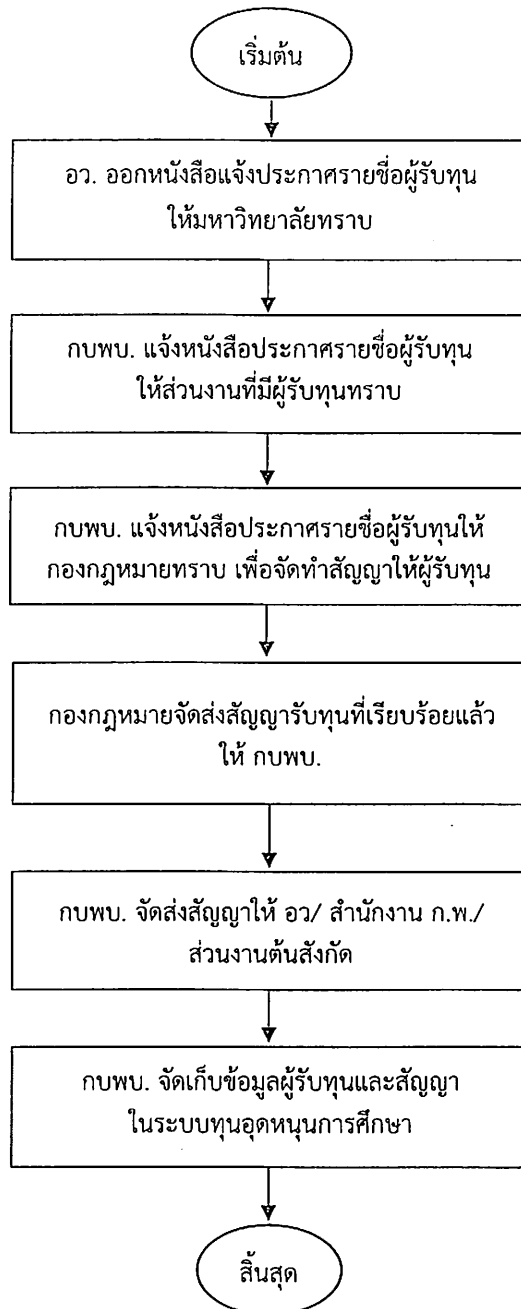 เริ่มต้น
อว. ออกหนังสือแจ้งประกาศรายชื่อผู้รับทุน
ให้มหาวิทยาลัยทราบ
กบพบ. แจ้งหนังสือประกาศรายชื่อผู้รับทุน
ให้ส่วนงานที่มีผู้รับทุนทราบ
กบพบ. แจ้งหนังสือประกาศรายชื่อผู้รับทุนให้
กองกฎหมายทราบ เพื่อจัดทำสัญญาให้ผู้รับทุน
กองกฎหมายจัดส่งสัญญารับทุนที่เรียบร้อยแล้ว
ให้ กบพบ.
กบพบ. จัดส่งสัญญาให้ อว/ สำนักงาน ก.พ./
ส่วนงานต้นสังกัด
กบพบ. จัดเก็บข้อมูลผู้รับทุนและสัญญา
ในระบบทุนอุดหนุนการศึกษา
สิ้นสุด